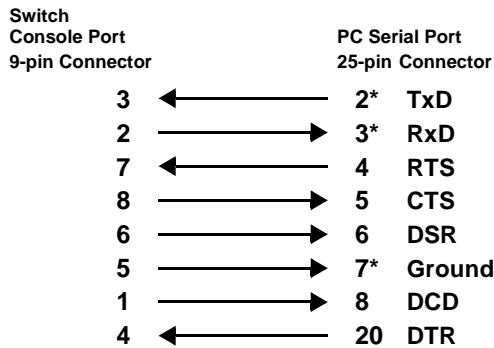 Switch
Console Port PC Serial Port
9-pin Connector 25-pin Connector
3 2* TxD
2 3* RxD
7 4 RTS
8 5 CTS
6 6 DSR
5 7* Ground
1 8 DCD
4 20 DTR